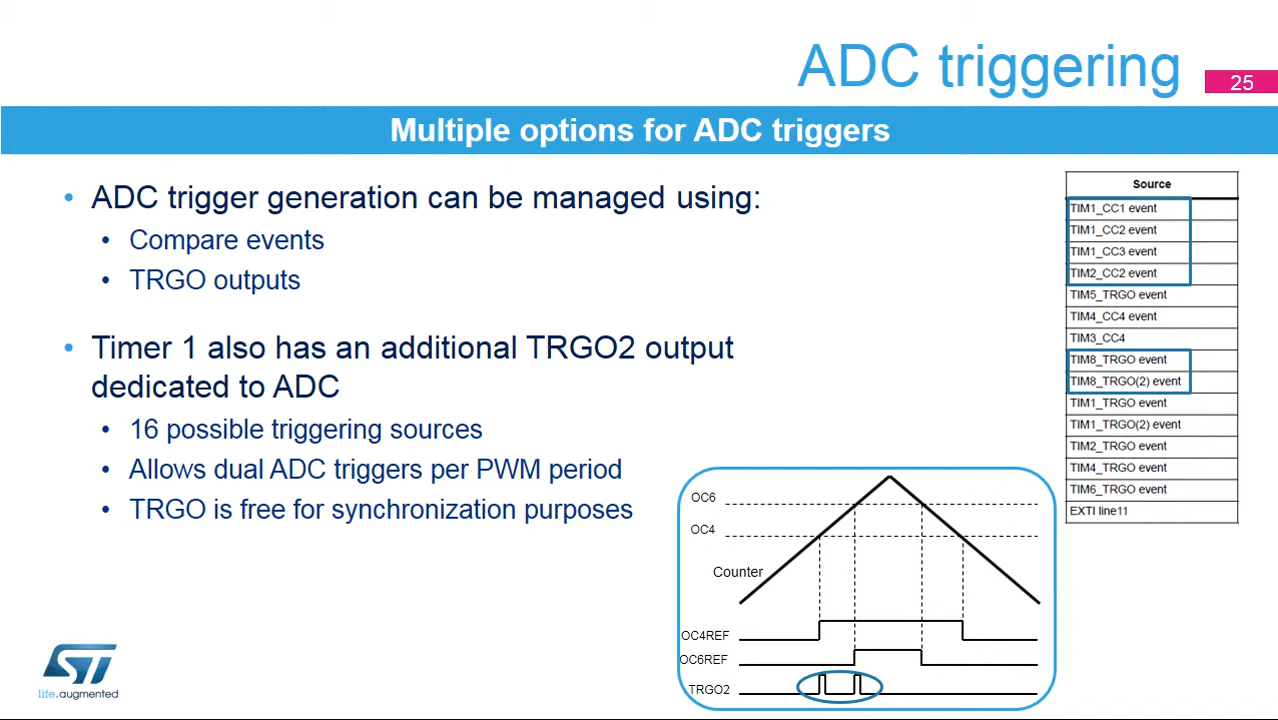 ADC triggering
25
Multiple options for ADC triggers
• ADC trigger generation can be managed using:
• Compare events
• TRGO outputs
• Timer 1 also has an additional TRGO2 output
dedicated to ADC
• 16 possible triggering sources
• Allows dual ADC triggers per PWM period
• TRGO is free for synchronization purposes
Source
TIM1_CC1 event
TIM1_CC2 event
TIM1_CC3 event
TIM2_CC2 event
TIM5_TRGO event
TIM4_CC4 event
TIM3_CC4
TIM8_TRGO event
TIM8_TRGO(2) event
TIM1_TRGO event
TIM1_TRGO(2) event
TIM2_TRGO event
TIM4_TRGO event
TIM6_TRGO event
EXTI line11
OC6
OC4
Counter
OC4REF
OC6REF
TRGO2
ST
life.augmented